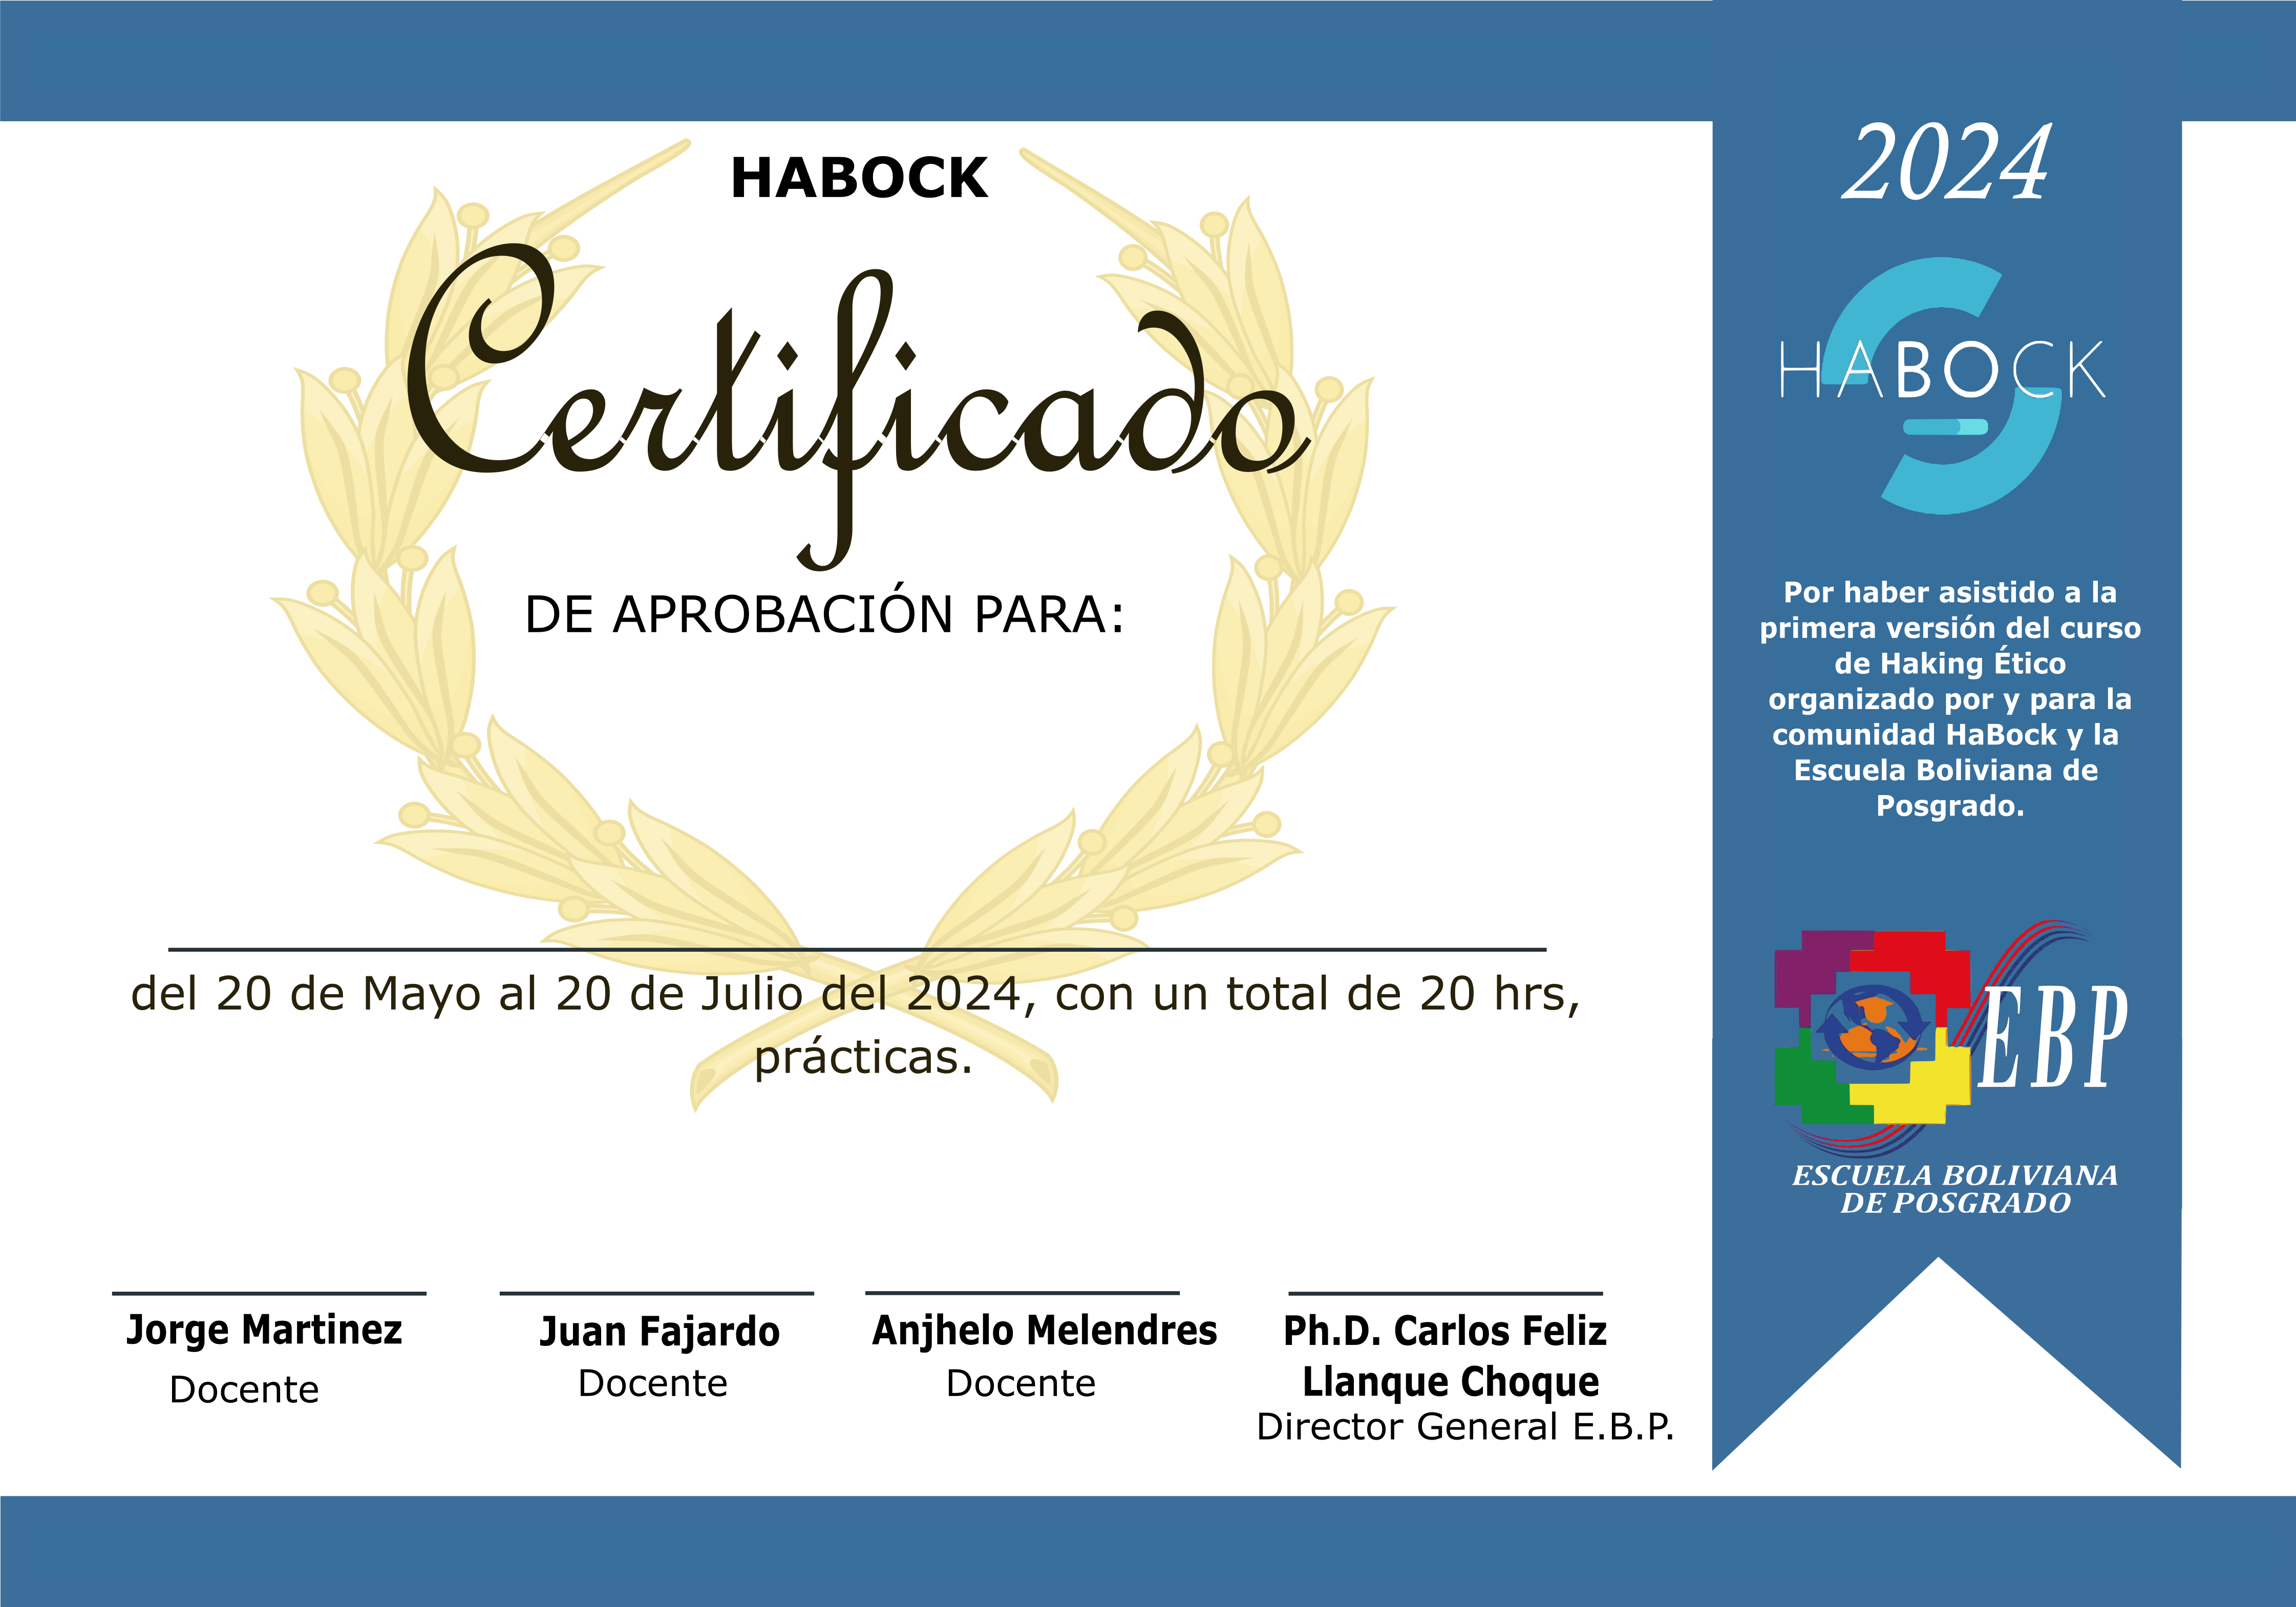 HABOCK
Certificado
DE APROBACIÓN PARA:
del 20 de Mayo al 20 de Julio del 2024, con un total de 20 hrs,
prácticas.
Jorge Martinez
Docente
Juan Fajardo
Docente
Anjhelo Melendres
Docente
Ph.D. Carlos Feliz
Llanque Choque
Director General E.B.P.
2024
HABOCK
Por haber asistido a la
primera versión del curso
de Haking Ético
organizado por y para la
comunidad HaBock y la
Escuela Boliviana de
Posgrado.
EBP
ESCUELA BOLIVIANA
DE POSGRADO